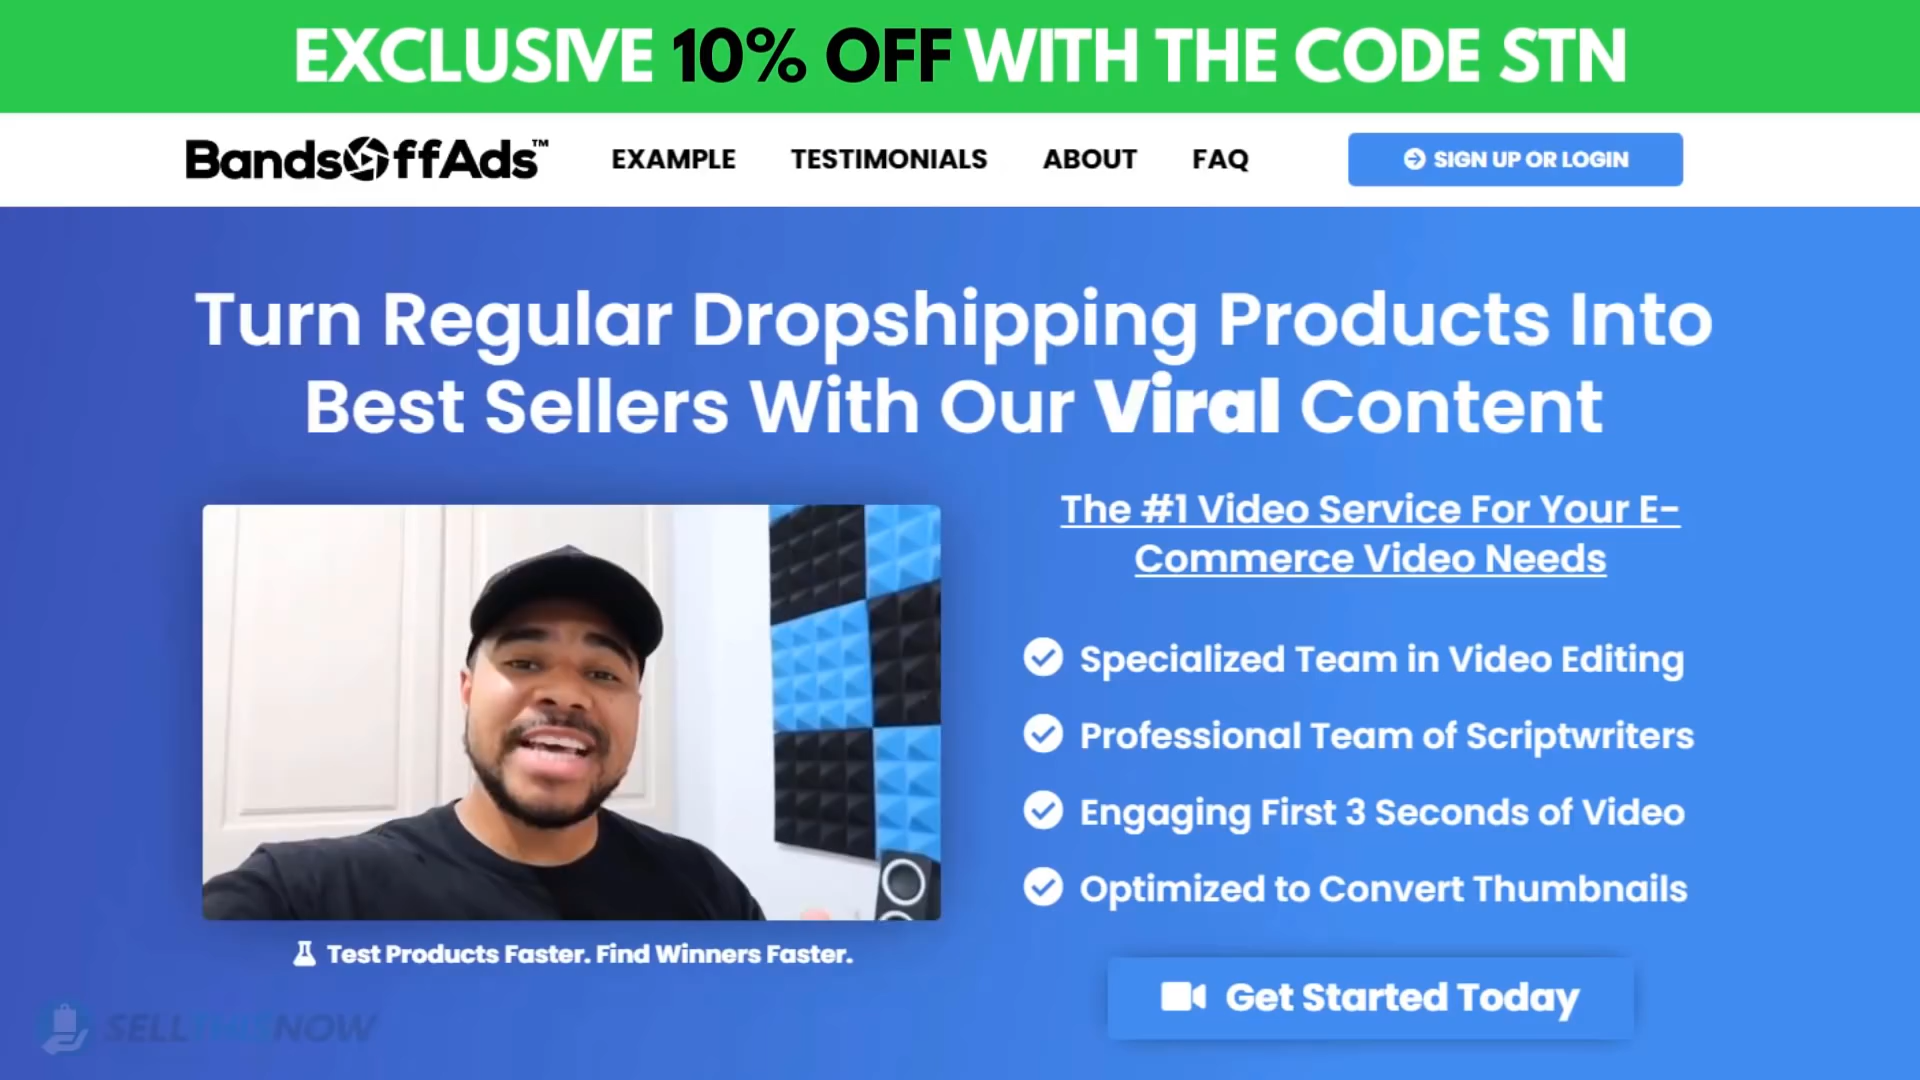 EXCLUSIVE 10% OFF WITH THE CODE STN
BandsOffAds™
EXAMPLE
TESTIMONIALS
ABOUT
FAQ
SIGN UP OR LOGIN
Turn Regular Dropshipping Products Into
Best Sellers With Our Viral Content
The #1 Video Service For Your E-
Commerce Video Needs
Specialized Team in Video Editing
Professional Team of Scriptwriters
Engaging First 3 Seconds of Video
Optimized to Convert Thumbnails
Test Products Faster. Find Winners Faster.
Get Started Today
SELLTHISNOW